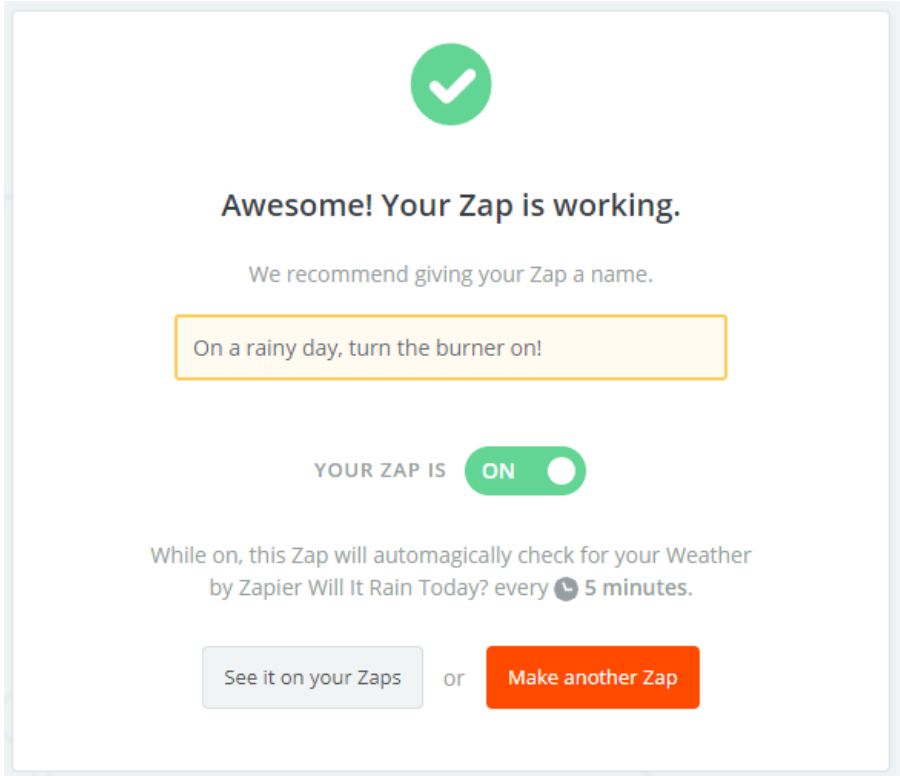 Awesome! Your Zap is working.
We recommend giving your Zap a name.
On a rainy day, turn the burner on!
YOUR ZAP IS ON
While on, this Zap will automagically check for your Weather
by Zapier Will It Rain Today? every 5 minutes.
See it on your Zaps or Make another Zap